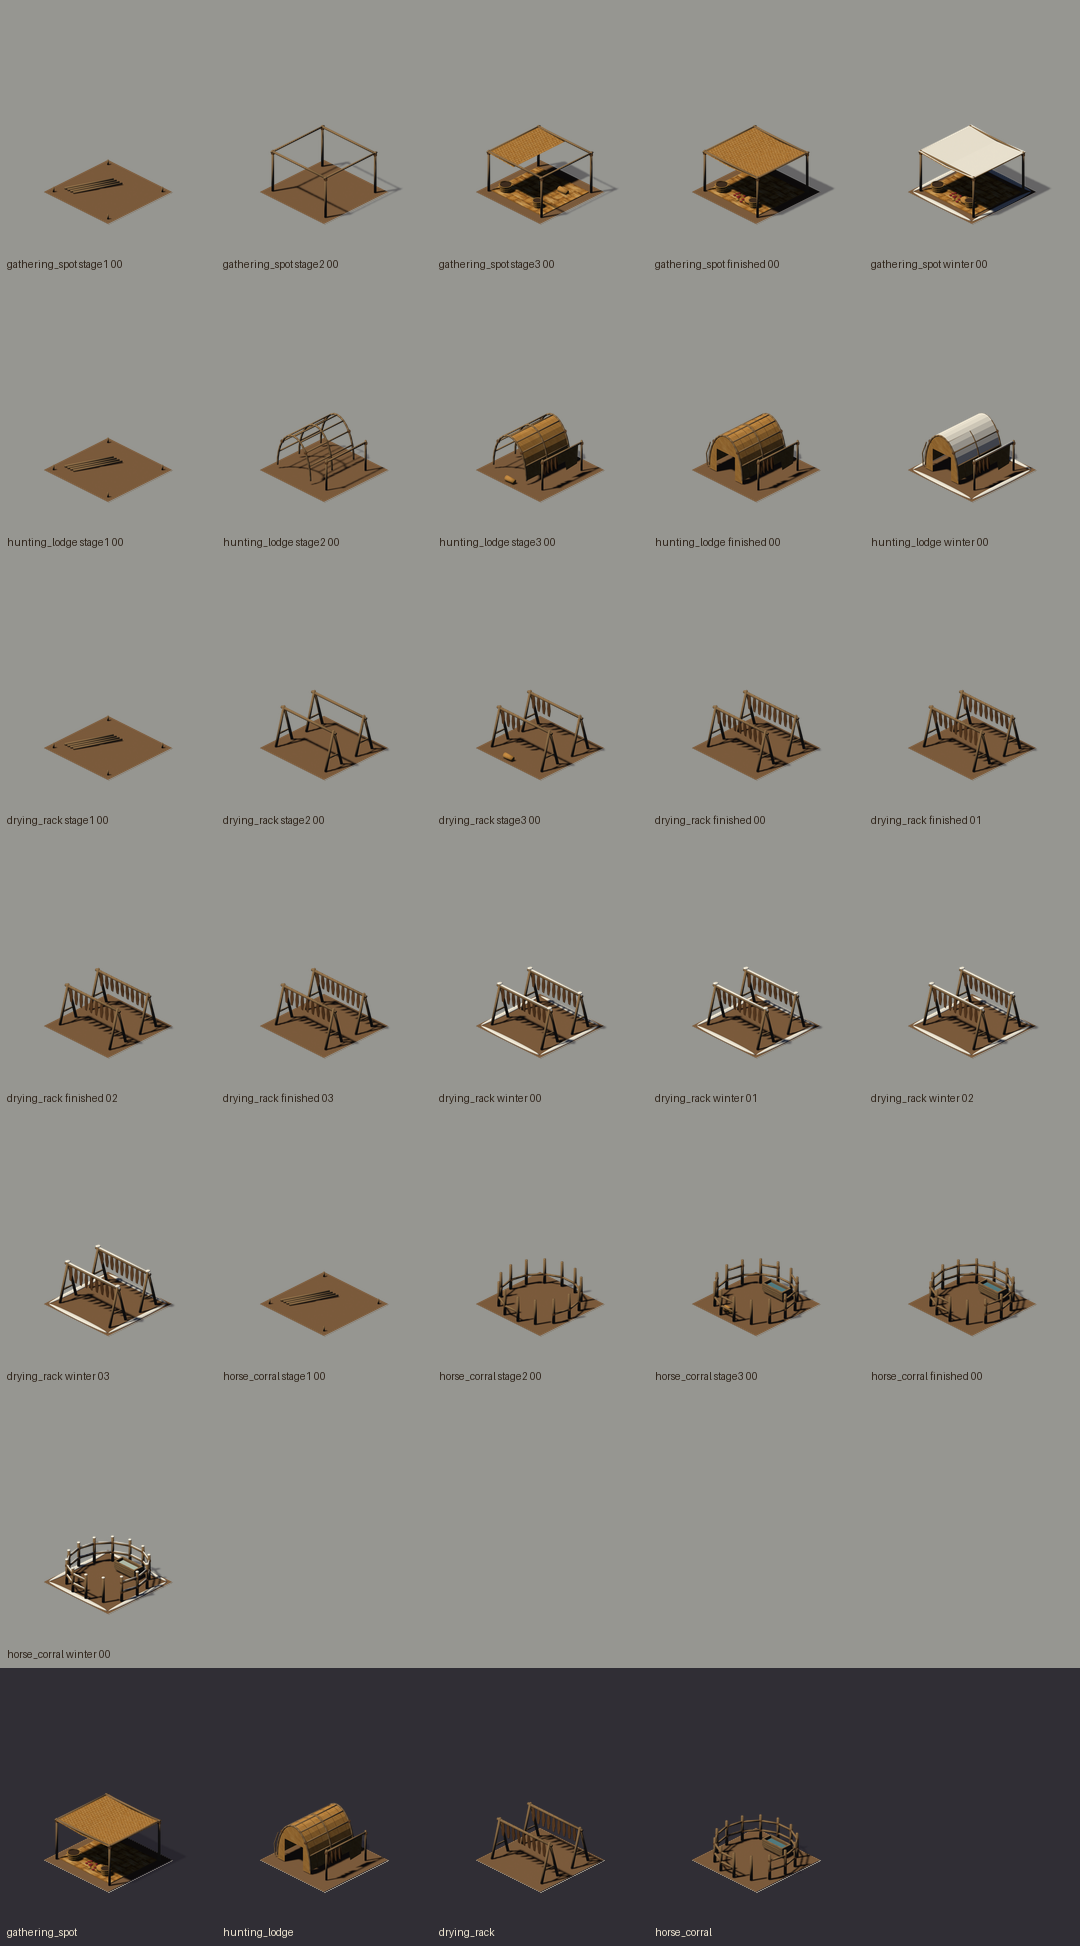 gathering_spot stage1 00
gathering_spot stage2 00
gathering_spot stage3 00
gathering_spot finished 00
gathering_spot winter 00
hunting_lodge stage1 00
hunting_lodge stage2 00
hunting_lodge stage3 00
hunting_lodge finished 00
hunting_lodge winter 00
drying_rack stage1 00
drying_rack stage2 00
drying_rack stage3 00
drying_rack finished 00
drying_rack finished 01
drying_rack finished 02
drying_rack finished 03
drying_rack winter 00
drying_rack winter 01
drying_rack winter 02
drying_rack winter 03
horse_corral stage1 00
horse_corral stage2 00
horse_corral stage3 00
horse_corral finished 00
horse_corral winter 00
gathering_spot
hunting_lodge
drying_rack
horse_corral